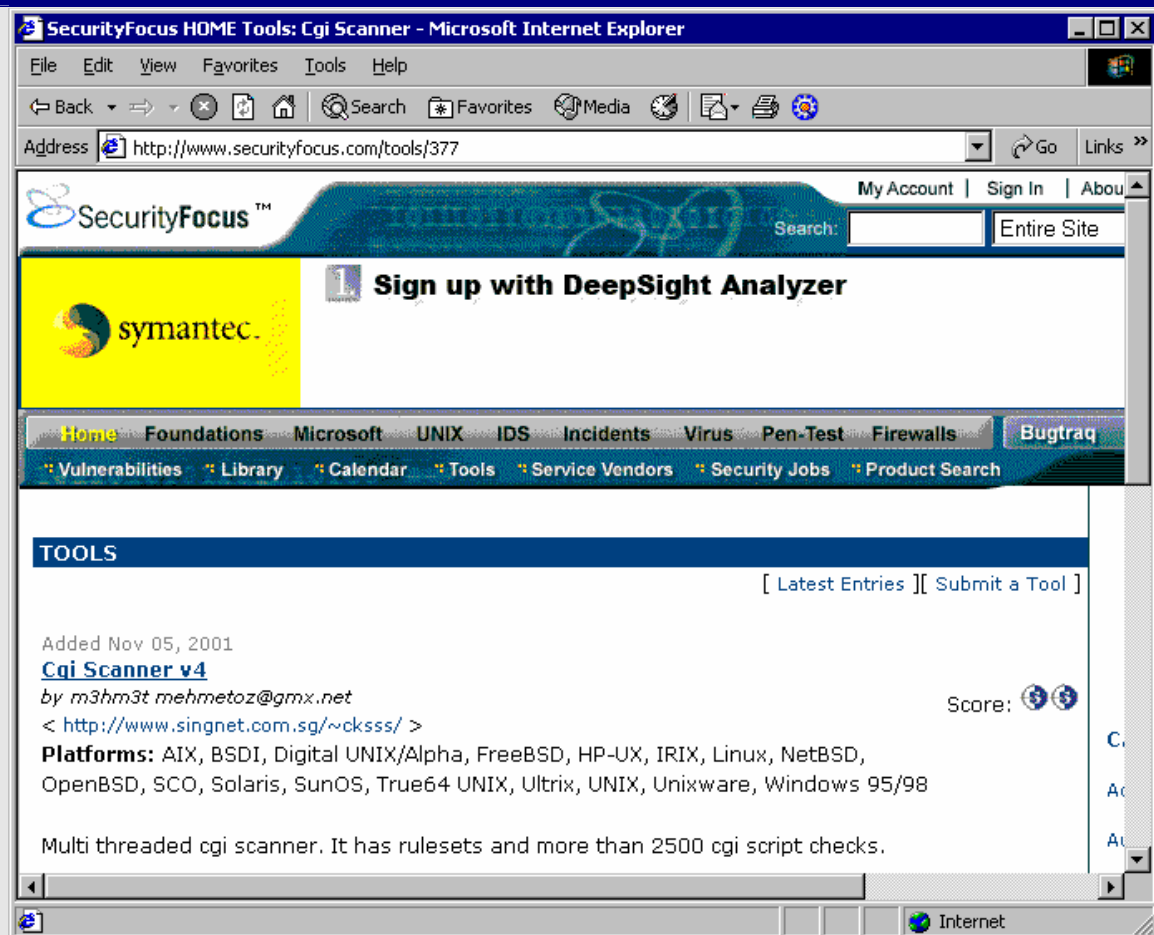 SecurityFocus HOME Tools: Cgi Scanner - Microsoft Internet Explorer
File Edit View Favorites Tools Help
Back Search Favorites Media
Address http://www.securityfocus.com/tools/377 Go Links »
My Account | Sign In | Abou
SecurityFocus™
Search: Entire Site
1 Sign up with DeepSight Analyzer
symantec.
Home Foundations Microsoft UNIX IDS Incidents Virus Pen-Test Firewalls Bugtraq
Vulnerabilities Library Calendar Tools Service Vendors Security Jobs Product Search
TOOLS
[ Latest Entries ][ Submit a Tool ]
Added Nov 05, 2001
Cgi Scanner v4
by m3hm3t mehmetoz@gmx.net
Score:
< http://www.singnet.com.sg/~cksss/ >
Platforms: AIX, BSDI, Digital UNIX/Alpha, FreeBSD, HP-UX, IRIX, Linux, NetBSD,
OpenBSD, SCO, Solaris, SunOS, True64 UNIX, Ultrix, UNIX, Unixware, Windows 95/98
Multi threaded cgi scanner. It has rulesets and more than 2500 cgi script checks.
Internet